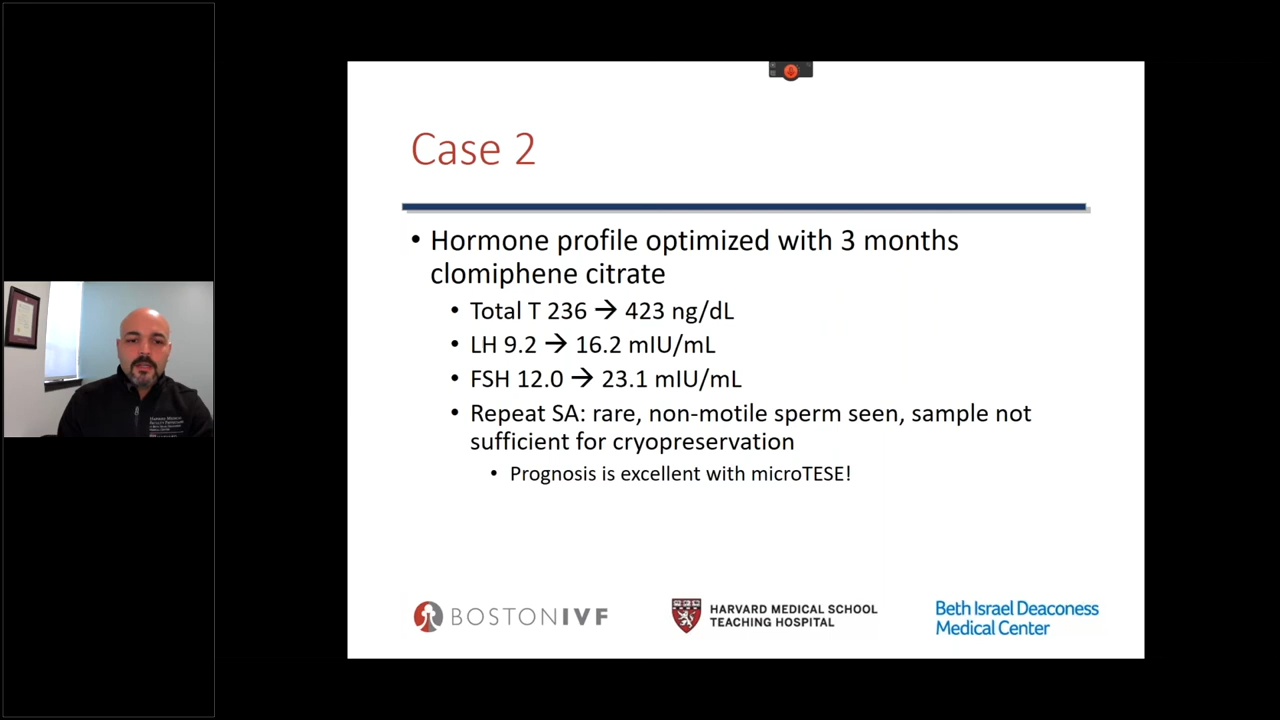 Case 2
• Hormone profile optimized with 3 months
clomiphene citrate
• Total T 236 → 423 ng/dL
• LH 9.2 → 16.2 mIU/mL
• FSH 12.0 → 23.1 mIU/mL
• Repeat SA: rare, non-motile sperm seen, sample not
sufficient for cryopreservation
• Prognosis is excellent with microTESE!
BOSTONIVF
HARVARD MEDICAL SCHOOL
TEACHING HOSPITAL
Beth Israel Deaconess
Medical Center